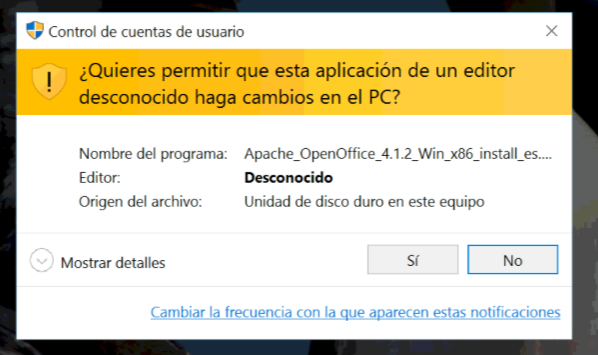 Control de cuentas de usuario
¿Quieres permitir que esta aplicación de un editor
desconocido haga cambios en el PC?
Nombre del programa: Apache_OpenOffice_4.1.2_Win_x86_install_es....
Editor: Desconocido
Origen del archivo: Unidad de disco duro en este equipo
Mostrar detalles
Sí
No
Cambiar la frecuencia con la que aparecen estas notificaciones